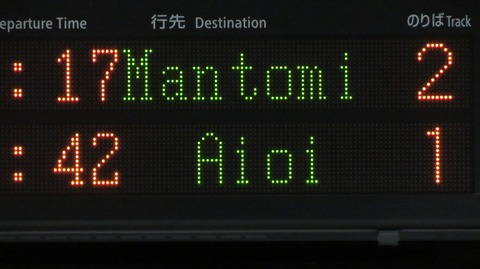 eparture Time 行先 Destination のりば Track
:17 Mantomi 2
:42 Aioi 1